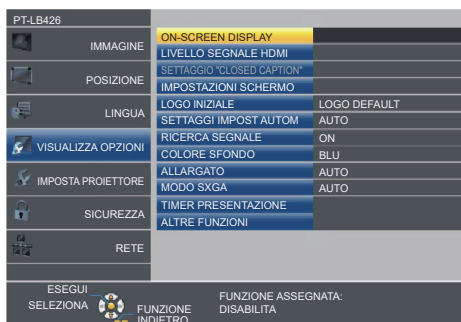 PT-LB426
IMMAGINE
POSIZIONE
LINGUA
VISUALIZZA OPZIONI
IMPOSTA PROIETTORE
SICUREZZA
RETE
ON-SCREEN DISPLAY
LIVELLO SEGNALE HDMI
SETTAGGIO "CLOSED CAPTION"
IMPOSTAZIONI SCHERMO
LOGO INIZIALE LOGO DEFAULT
SETTAGGI IMPOST AUTOM AUTO
RICERCA SEGNALE ON
COLORE SFONDO BLU
ALLARGATO AUTO
MODO SXGA AUTO
TIMER PRESENTAZIONE
ALTRE FUNZIONI
ESEGUI
SELEZIONA
FUNZIONE
INDIETRO
FUNZIONE ASSEGNATA:
DISABILITA